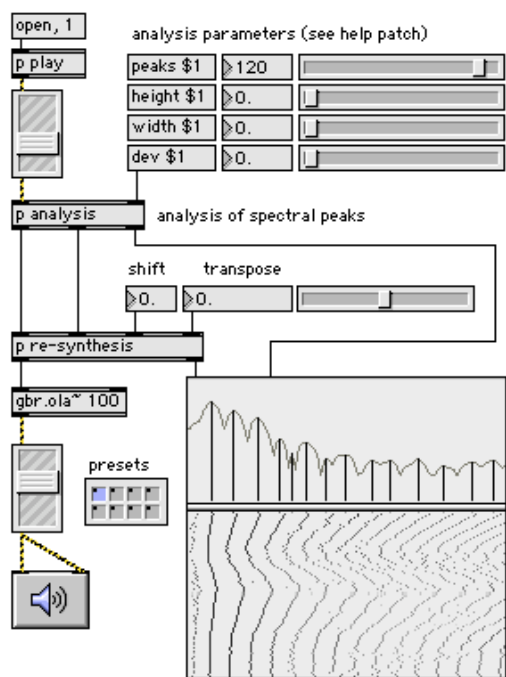 open, 1
analysis parameters (see help patch)
p play
peaks $1
120
height $1
0.
width $1
0.
dev $1
0.
p analysis
analysis of spectral peaks
shift
transpose
0.
0.
p re-synthesis
gbr.ola~ 100
presets